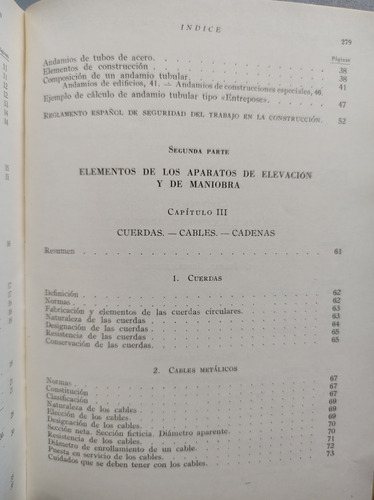 INDICE
279
Páginas
Andamios de tubos de acero. 38
Elementos de construcción 38
Composición de un andamio tubular 41
Andamios de edificios, 41. — Andamios de construcciones especiales, 46.
Ejemplo de cálculo de andamio tubular tipo «Entrepose» 47
REGLAMENTO ESPAÑOL DE SEGURIDAD DEL TRABAJO EN LA CONSTRUCCIÓN. 52
SEGUNDA PARTE
ELEMENTOS DE LOS APARATOS DE ELEVACIÓN
Y DE MANIOBRA
CAPÍTULO III
CUERDAS. — CABLES. — CADENAS
Resumen 61
1. CUERDAS
Definición 62
Normas 62
Fabricación y elementos de las cuerdas circulares. 63
Naturaleza de las cuerdas 63
Designación de las cuerdas 64
Resistencia de las cuerdas 65
Conservación de las cuerdas. 65
2. CABLES METÁLICOS
Normas 67
Constitución 67
Clasificación 69
Naturaleza de los cables 69
Elección de los cables
Designación de los cables 70
Sección neta. Sección ficticia. Diámetro aparente. 70
Resistencia de los cables 71
Diámetro de enrollamiento de un cable 72
Puesta en servicio de los cables 73
Cuidados que se deben tener con los cables.